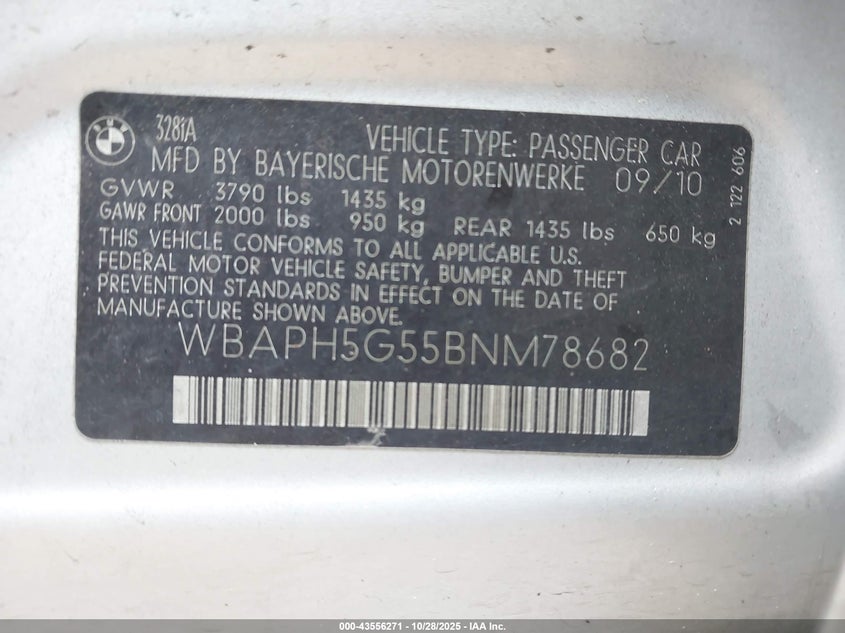 BMW
328iA
VEHICLE TYPE: PASSENGER CAR
MFD BY BAYERISCHE MOTORENWERKE 09/10
GVWR 3790 lbs 1435 kg
GAWR FRONT 2000 lbs 950 kg REAR 1435 lbs 650 kg
THIS VEHICLE CONFORMS TO ALL APPLICABLE U.S.
FEDERAL MOTOR VEHICLE SAFETY, BUMPER AND THEFT
PREVENTION STANDARDS IN EFFECT ON THE DATE OF
MANUFACTURE SHOWN ABOVE.
WBAPH5G55BNM78682
2 122 606
000-43556271 - 10/28/2025 - IAA Inc.